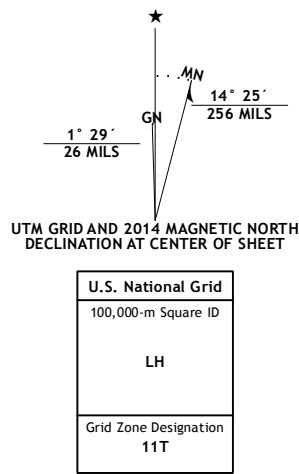 MN
GN
14° 25´
256 MILS
1° 29´
26 MILS
UTM GRID AND 2014 MAGNETIC NORTH
DECLINATION AT CENTER OF SHEET
U.S. National Grid
100,000-m Square ID
LH
Grid Zone Designation
11T